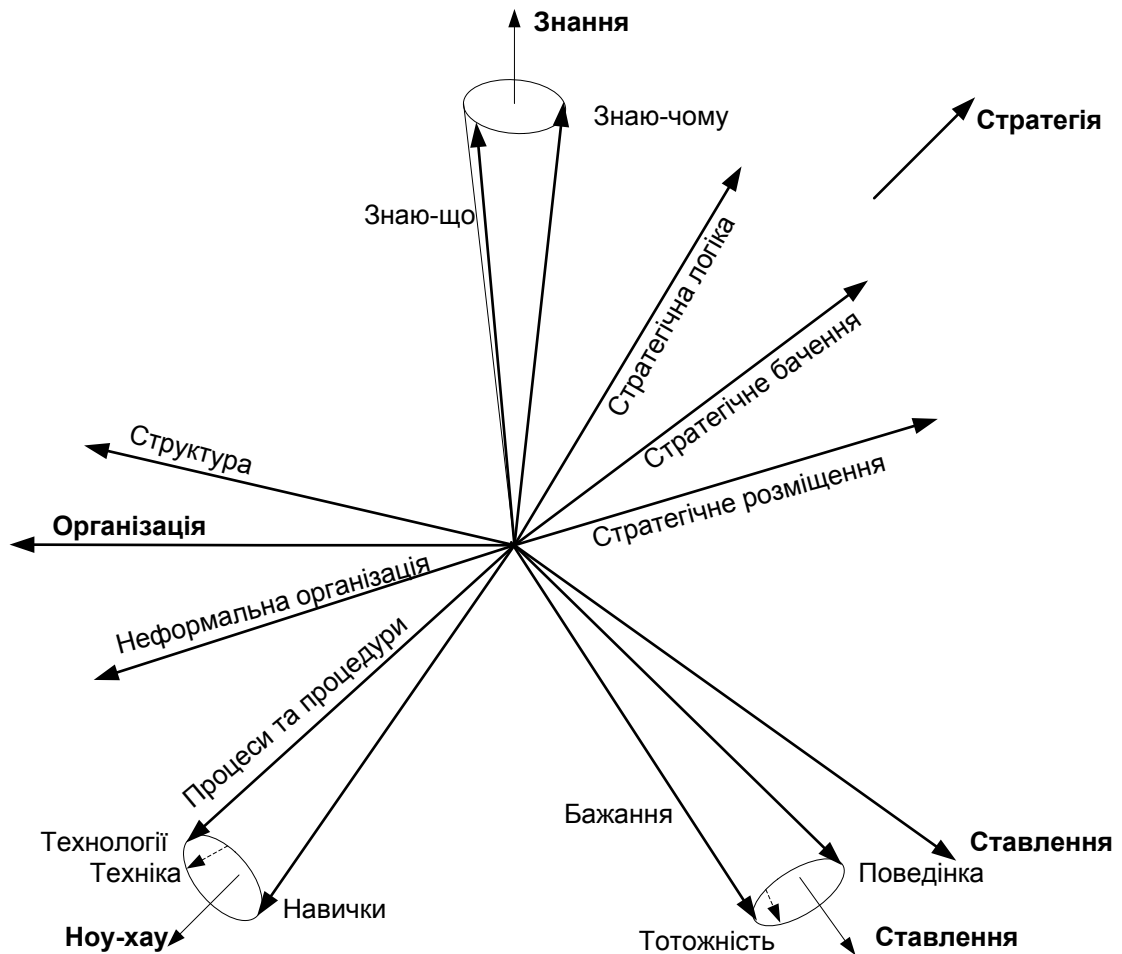 Знання
Знаю-чому
Стратегія
Знаю-що
Стратегічна логіка
Стратегічне бачення
Структура
Стратегічне розміщення
Організація
Неформальна організація
Процеси та процедури
Бажання
Технології
Техніка
Ставлення
Поведінка
Навички
Тотожність
Ноу-хау
Ставлення